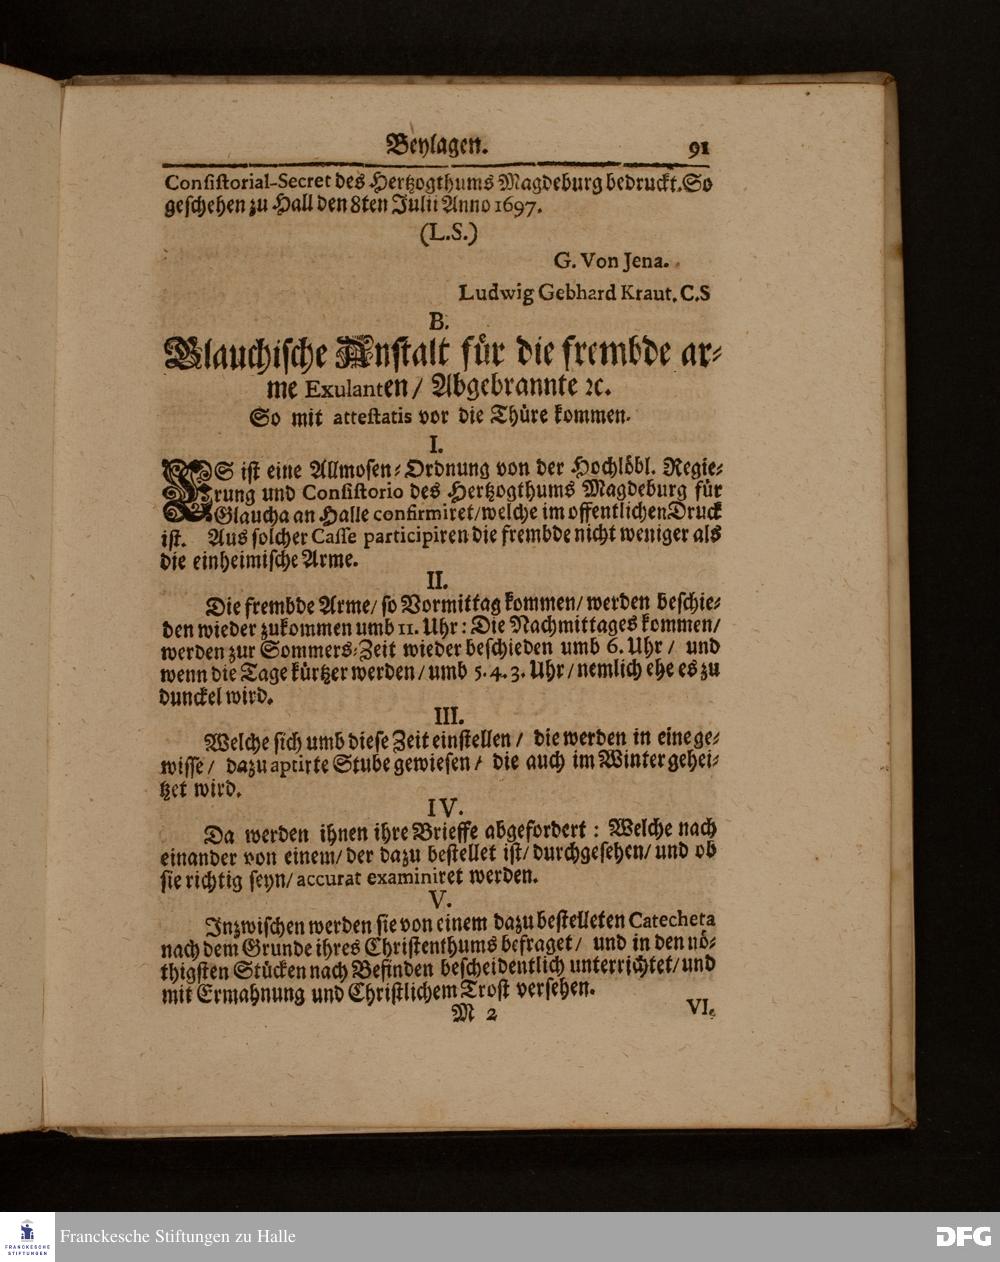 Beylagen. 91
Consistorial-Secret des Hertzogthums Magdeburg bedruckt. So
geschehen zu Hall den 8ten Julii Anno 1697.
(L.S.)
G. Von Jena.
Ludwig Gebhard Kraut. C.S
B.
Glauchische Anstalt für die frembde ar-
me Exulanten / Abgebrannte ꝛc.
So mit attestatis vor die Thüre kommen.
I.
ES ist eine Allmosen-Ordnung von der Hochlöbl. Regie-
rung und Consistorio des Hertzogthums Magdeburg für
Glaucha an Halle confirmiret/welche im offentlichen Druck
ist. Aus solcher Casse participiren die frembde nicht weniger als
die einheimische Arme.
II.
Die frembde Arme/ so Vormittag kommen/ werden beschie-
den wieder zukommen umb 11. Uhr: Die Nachmittages kommen/
werden zur Sommers-Zeit wieder beschieden umb 6. Uhr / und
wenn die Tage kürtzer werden / umb 5. 4. 3. Uhr / nemlich ehe es zu
dunckel wird.
III.
Welche sich umb diese Zeit einstellen / die werden in eine ge-
wisse / dazu aptirte Stube gewiesen / die auch im Winter gehei-
tzet wird.
IV.
Da werden ihnen ihre Brieffe abgefordert : Welche nach
einander von einem/ der dazu bestellet ist/ durchgesehen/ und ob
sie richtig seyn/ accurat examiniret werden.
V.
Inzwischen werden sie von einem dazu bestelleten Catecheta
nach dem Grunde ihres Christenthums befraget/ und in den nö-
thigsten Stücken nach Befinden bescheidentlich unterrichtet/ und
mit Ermahnung und Christlichem Trost versehen.
M 2 VI.
FRANCKESCHE
STIFTUNGEN
Franckesche Stiftungen zu Halle
DFG